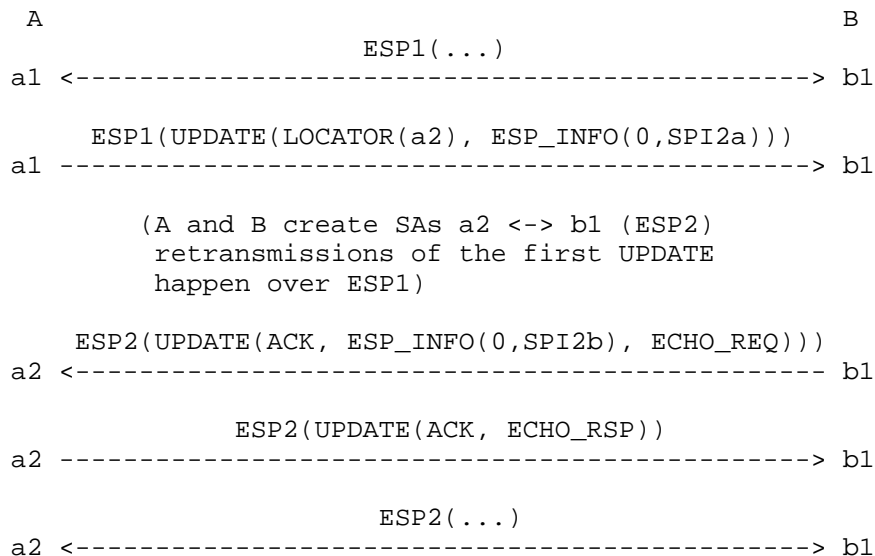 A                                                  B
                     ESP1(...)
a1 <----------------------------------------------> b1
    ESP1(UPDATE(LOCATOR(a2), ESP_INFO(0,SPI2a)))
a1 -----------------------------------------------> b1
       (A and B create SAs a2 <-> b1 (ESP2)
        retransmissions of the first UPDATE
        happen over ESP1)
   ESP2(UPDATE(ACK, ESP_INFO(0,SPI2b), ECHO_REQ)))
a2 <----------------------------------------------- b1
             ESP2(UPDATE(ACK, ECHO_RSP))
a2 -----------------------------------------------> b1
                      ESP2(...)
a2 <----------------------------------------------> b1